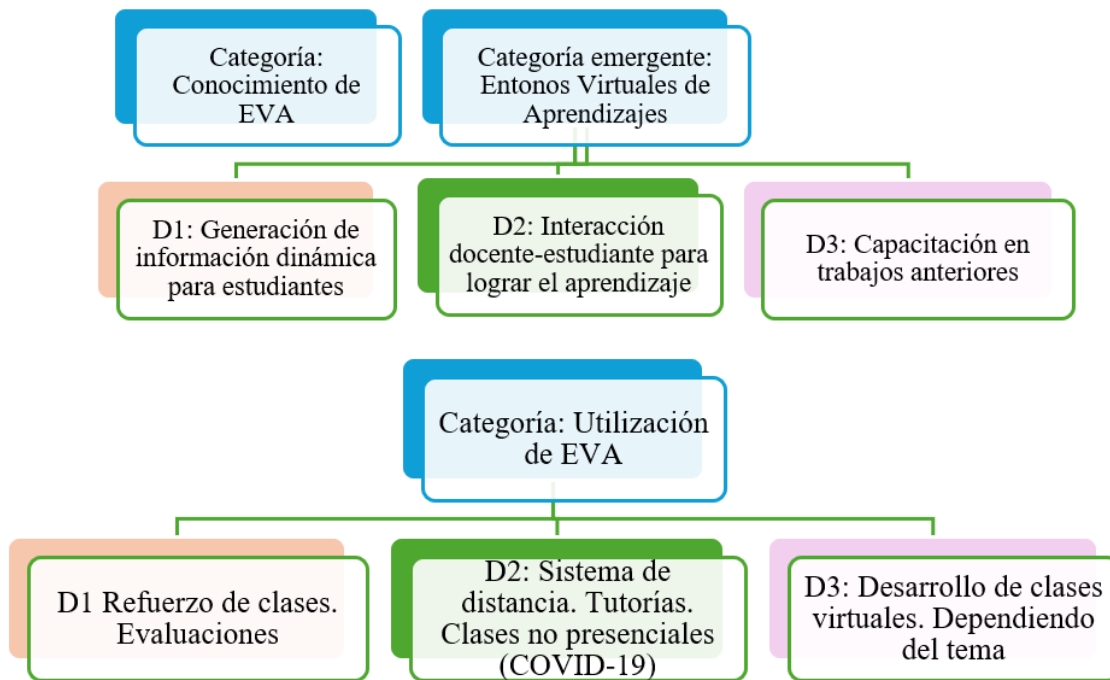 Categoría:
Conocimiento de
EVA
Categoría emergente:
Entonos Virtuales de
Aprendizajes
D1: Generación de
información dinámica
para estudiantes
D2: Interacción
docente-estudiante para
lograr el aprendizaje
D3: Capacitación en
trabajos anteriores
Categoría: Utilización
de EVA
D1 Refuerzo de clases.
Evaluaciones
D2: Sistema de
distancia. Tutorías.
Clases no presenciales
(COVID-19)
D3: Desarrollo de clases
virtuales. Dependiendo
del tema